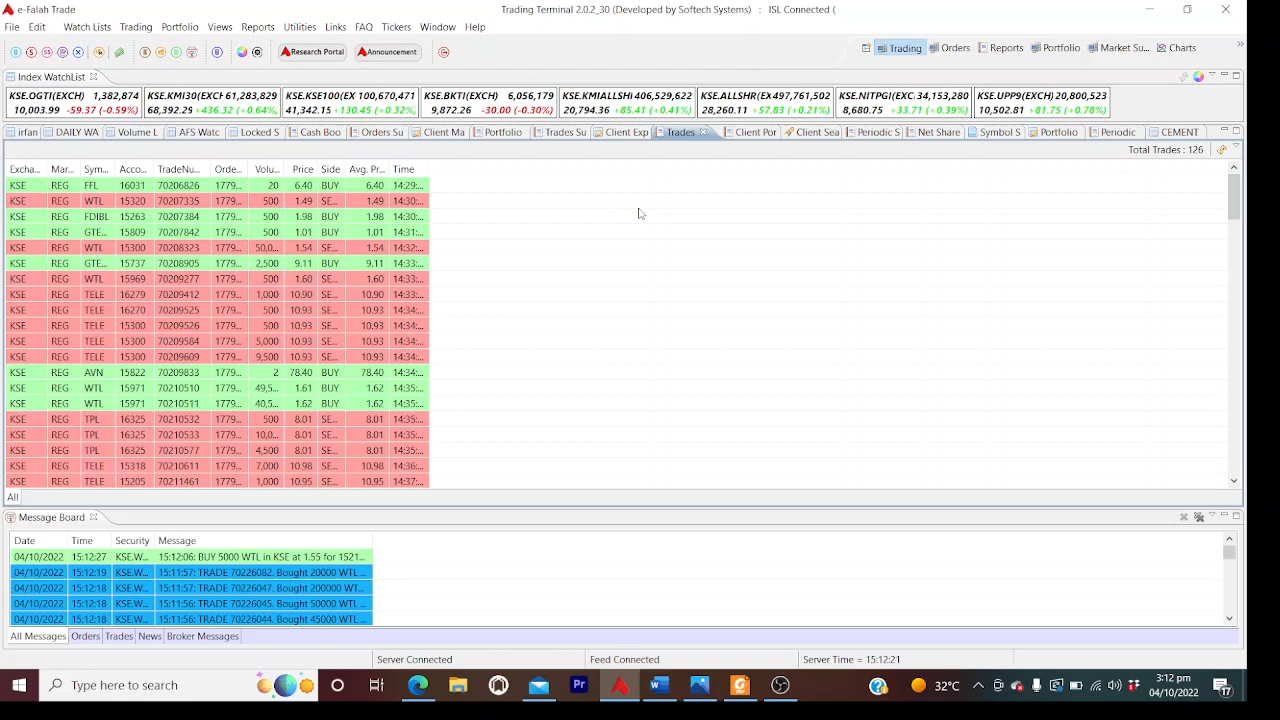 e-Falah Trade
Trading Terminal 2.0.2_30 (Developed by Softech Systems) : ISL Connected (
File Edit Watch Lists Trading Portfolio Views Reports Utilities Links FAQ Tickers Window Help
Research Portal Announcement
Trading Orders Reports Portfolio Market Su... Charts
Index WatchList
KSE.OGTI(EXCH) 1,382,874 KSE.KMI30(EXCH 61,283,829 KSE.KSE100(EX 100,670,471 KSE.BKTI(EXCH) 6,056,179 KSE.KMIALLSHI 406,529,622 KSE.ALLSHR(EX 497,761,502 KSE.NITPGI(EXCH 34,153,280 KSE.UPP9(EXCH) 20,800,523
10,003.99 -59.37 (-0.59%) 68,392.29 +436.32 (+0.64%) 41,342.15 +130.45 (+0.32%) 9,872.26 -30.00 (-0.30%) 20,794.36 +85.41 (+0.41%) 28,260.11 +57.83 (+0.21%) 8,680.75 +33.71 (+0.39%) 10,502.81 +81.75 (+0.78%)
irfan DAILY WA Volume L AFS Watc Locked S Cash Boo Orders Su Client Ma Portfolio Trades Su Client Exp Trades Client Por Client Sea Periodic S Net Share Symbol S Portfolio Periodic CEMENT
Total Trades : 126
Excha... Mar... Sym... Acco... TradeNu... Orde... Volu... Price Side Avg. Pr... Time
KSE REG FFL 16031 70206826 1779... 20 6.40 BUY 6.40 14:29:...
KSE REG WTL 15320 70207335 1779... 500 1.49 SE... 1.49 14:30:...
KSE REG FDIBL 15263 70207384 1779... 500 1.98 BUY 1.98 14:30:...
KSE REG GTE... 15809 70207842 1779... 500 1.01 BUY 1.01 14:31:...
KSE REG WTL 15300 70208323 1779... 50,0... 1.54 SE... 1.54 14:32:...
KSE REG GTE... 15737 70208905 1779... 2,500 9.11 BUY 9.11 14:33:...
KSE REG WTL 15969 70209277 1779... 500 1.60 SE... 1.60 14:33:...
KSE REG TELE 16279 70209412 1779... 1,000 10.90 SE... 10.90 14:33:...
KSE REG TELE 16270 70209525 1779... 500 10.93 SE... 10.93 14:34:...
KSE REG TELE 15300 70209526 1779... 500 10.93 SE... 10.93 14:34:...
KSE REG TELE 15300 70209584 1779... 5,000 10.93 SE... 10.93 14:34:...
KSE REG TELE 15300 70209609 1779... 9,500 10.93 SE... 10.93 14:34:...
KSE REG AVN 15822 70209833 1779... 2 78.40 BUY 78.40 14:34:...
KSE REG WTL 15971 70210510 1779... 49,5... 1.61 BUY 1.62 14:35:...
KSE REG WTL 15971 70210511 1779... 40,5... 1.62 BUY 1.62 14:35:...
KSE REG TPL 16325 70210532 1779... 500 8.01 SE... 8.01 14:35:...
KSE REG TPL 16325 70210533 1779... 10,0... 8.01 SE... 8.01 14:35:...
KSE REG TPL 16325 70210577 1779... 4,500 8.01 SE... 8.01 14:35:...
KSE REG TELE 15318 70210611 1779... 7,000 10.98 SE... 10.98 14:36:...
KSE REG TELE 15205 70211461 1779... 1,000 10.95 SE... 10.95 14:37:...
All
Message Board
Date Time Security Message
04/10/2022 15:12:27 KSE.W... 15:12:06: BUY 5000 WTL in KSE at 1.55 for 1521...
04/10/2022 15:12:19 KSE.W... 15:11:57: TRADE 70226082. Bought 20000 WTL ...
04/10/2022 15:12:18 KSE.W... 15:11:57: TRADE 70226047. Bought 200000 WT...
04/10/2022 15:12:18 KSE.W... 15:11:56: TRADE 70226045. Bought 50000 WTL ...
04/10/2022 15:12:18 KSE.W... 15:11:56: TRADE 70226044. Bought 45000 WTL ...
All Messages Orders Trades News Broker Messages
Server Connected Feed Connected Server Time = 15:12:21
Type here to search Pr 32°C 3:16 pm
04/10/2022 17